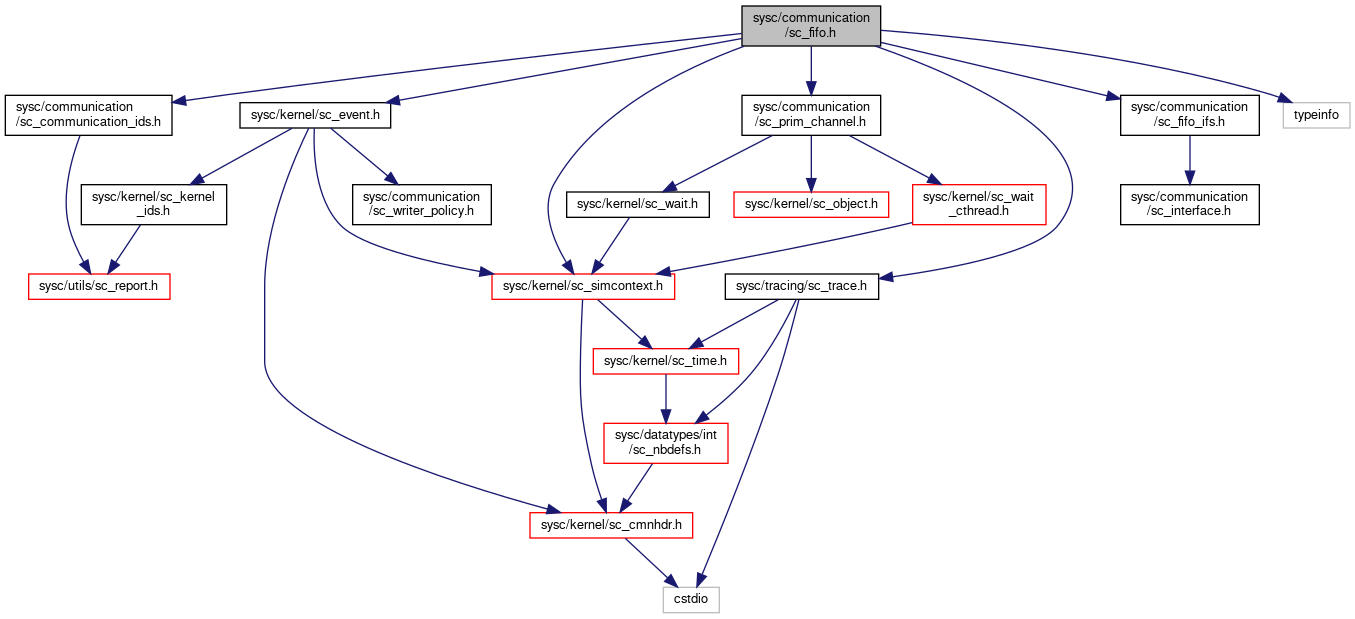 sysc/communication
/sc_fifo.h
sysc/communication
/sc_communication_ids.h
sysc/kernel/sc_event.h
sysc/communication
/sc_prim_channel.h
sysc/communication
/sc_fifo_ifs.h
typeinfo
sysc/kernel/sc_kernel
_ids.h
sysc/communication
/sc_writer_policy.h
sysc/kernel/sc_wait.h
sysc/kernel/sc_object.h
sysc/kernel/sc_wait
_cthread.h
sysc/communication
/sc_interface.h
sysc/utils/sc_report.h
sysc/kernel/sc_simcontext.h
sysc/tracing/sc_trace.h
sysc/kernel/sc_time.h
sysc/datatypes/int
/sc_nbdefs.h
sysc/kernel/sc_cmnhdr.h
cstdio